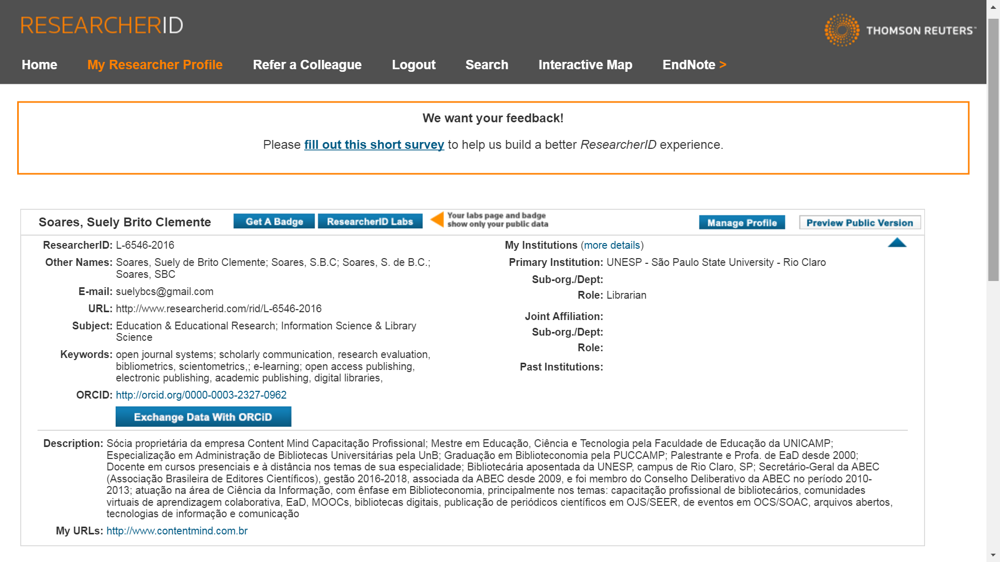 RESEARCHERID
THOMSON REUTERS™
Home My Researcher Profile Refer a Colleague Logout Search Interactive Map EndNote >
We want your feedback!
Please fill out this short survey to help us build a better ResearcherID experience.
Soares, Suely Brito Clemente
Get A Badge
ResearcherID Labs
Your labs page and badge
show only your public data
Manage Profile
Preview Public Version
ResearcherID: L-6546-2016
Other Names: Soares, Suely de Brito Clemente; Soares, S.B.C; Soares, S. de B.C.;
Soares, SBC
E-mail: suelybcs@gmail.com
URL: http://www.researcherid.com/rid/L-6546-2016
Subject: Education & Educational Research; Information Science & Library
Science
Keywords: open journal systems; scholarly communication, research evaluation,
bibliometrics, scientometrics,; e-learning; open access publishing,
electronic publishing, academic publishing, digital libraries,
ORCID: http://orcid.org/0000-0003-2327-0962
Exchange Data With ORCiD
My Institutions (more details)
Primary Institution: UNESP - São Paulo State University - Rio Claro
Sub-org./Dept:
Role: Librarian
Joint Affiliation:
Sub-org./Dept:
Role:
Past Institutions:
Description: Sócia proprietária da empresa Content Mind Capacitação Profissional; Mestre em Educação, Ciência e Tecnologia pela Faculdade de Educação da UNICAMP;
Especialização em Administração de Bibliotecas Universitárias pela UnB; Graduação em Biblioteconomia pela PUCCAMP; Palestrante e Profa. de EaD desde 2000;
Docente em cursos presenciais e à distância nos temas de sua especialidade; Bibliotecária aposentada da UNESP, campus de Rio Claro, SP; Secretário-Geral da ABEC
(Associação Brasileira de Editores Científicos), gestão 2016-2018, associada da ABEC desde 2009, e foi membro do Conselho Deliberativo da ABEC no período 2010-
2013; atuação na área de Ciência da Informação, com ênfase em Biblioteconomia, principalmente nos temas: capacitação profissional de bibliotecários, comunidades
virtuais de aprendizagem colaborativa, EaD, MOOCs, bibliotecas digitais, publicação de periódicos científicos em OJS/SEER, de eventos em OCS/SOAC, arquivos abertos,
tecnologias de informação e comunicação
My URLs: http://www.contentmind.com.br